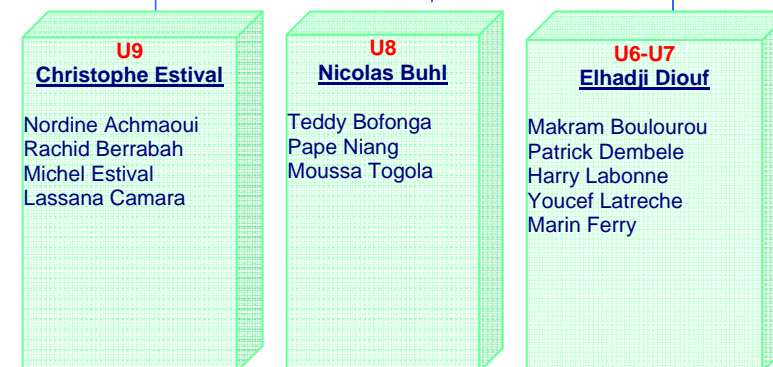 U9
Christophe Estival
Nordine Achmaoui
Rachid Berrabah
Michel Estival
Lassana Camara
U8
Nicolas Buhl
Teddy Bofonga
Pape Niang
Moussa Togola
U6-U7
Elhadji Diouf
Makram Boulourou
Patrick Dembele
Harry Labonne
Youcef Latreche
Marin Ferry